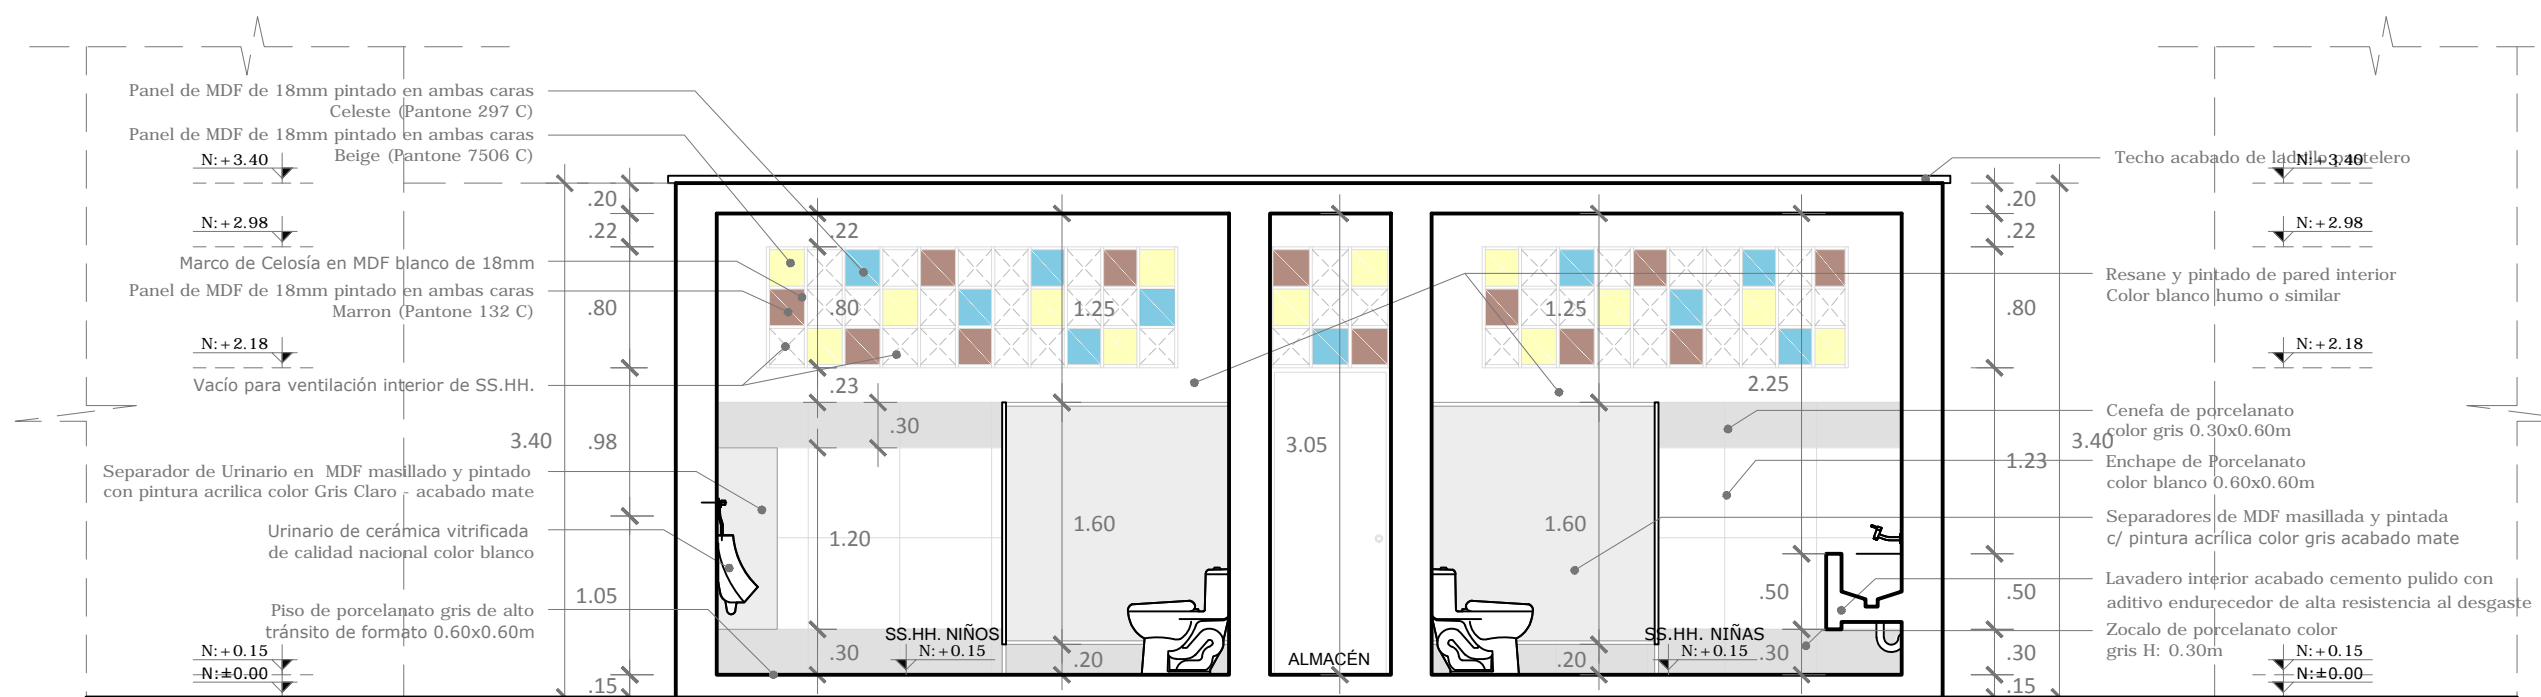 Panel de MDF de 18mm pintado en ambas caras
Celeste (Pantone 297 C)
Panel de MDF de 18mm pintado en ambas caras
Beige (Pantone 7506 C)
N:+3.40
N:+2.98
Marco de Celosía en MDF blanco de 18mm
Panel de MDF de 18mm pintado en ambas caras
Marron (Pantone 132 C)
N:+2.18
Vacío para ventilación interior de SS.HH.
Separador de Urinario en MDF masillado y pintado
con pintura acrilica color Gris Claro - acabado mate
Urinario de cerámica vitrificada
de calidad nacional color blanco
Piso de porcelanato gris de alto
tránsito de formato 0.60x0.60m
N:+0.15
N:±0.00
3.40
.20
.22
.80
.98
1.05
.15
.22
.80
.23
.30
1.20
.30
1.25
1.60
.20
SS.HH. NIÑOS
N:+0.15
3.05
ALMACÉN
1.25
1.60
.20
2.25
.50
.30
SS.HH. NIÑAS
N:+0.15
.20
.22
.80
1.23
.50
.30
.15
3.40
Techo acabado de ladrillo pastelero
N:+3.40
N:+2.98
Resane y pintado de pared interior
Color blanco humo o similar
N:+2.18
Cenefa de porcelanato
color gris 0.30x0.60m
Enchape de Porcelanato
color blanco 0.60x0.60m
Separadores de MDF masillada y pintada
c/ pintura acrílica color gris acabado mate
Lavadero interior acabado cemento pulido con
aditivo endurecedor de alta resistencia al desgaste
Zocalo de porcelanato color
gris H: 0.30m
N:+0.15
N:±0.00